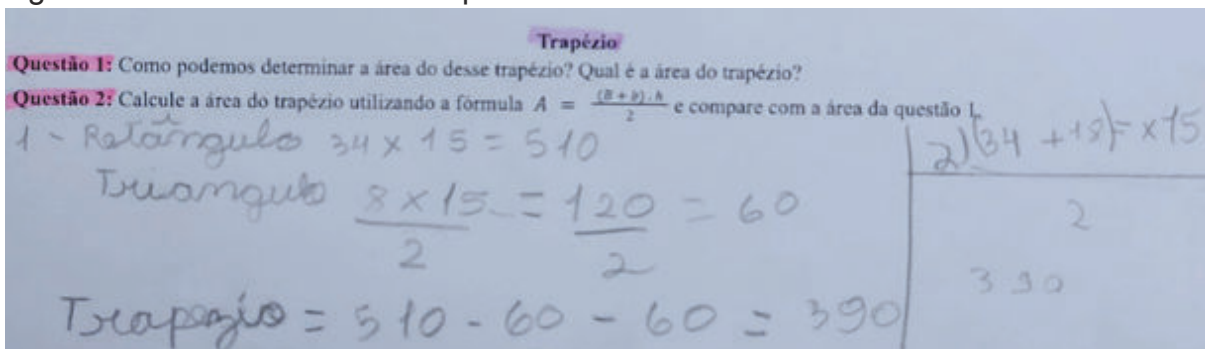 Trapézio
Questão 1: Como podemos determinar a área do desse trapézio? Qual é a área do trapézio?
Questão 2: Calcule a área do trapézio utilizando a fórmula A = (B + b) . h / 2 e compare com a área da questão 1.
1 - Retângulo 34 x 15 = 510
Triangulo 8 x 15 / 2 = 120 / 2 = 60
Trapezio = 510 - 60 - 60 = 390
2) (34 + 18) = x 15
2
390